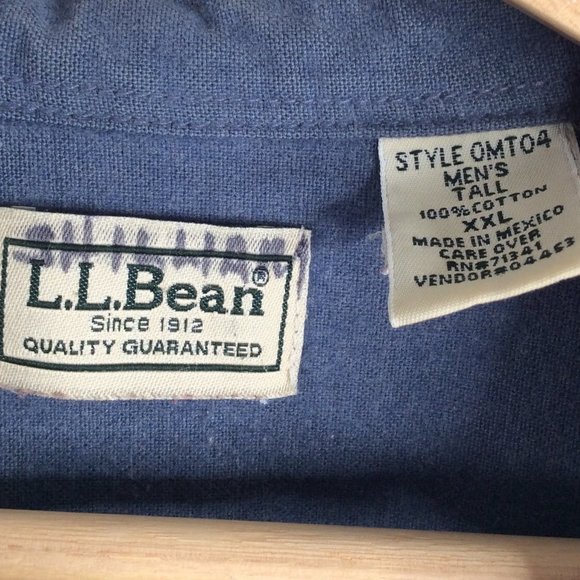 L.L.Bean®
Since 1912
QUALITY GUARANTEED
STYLE OMT04
MEN'S
TALL
100% COTTON
XXL
MADE IN MEXICO
CARE OVER
RN#71341
VENDOR#04463